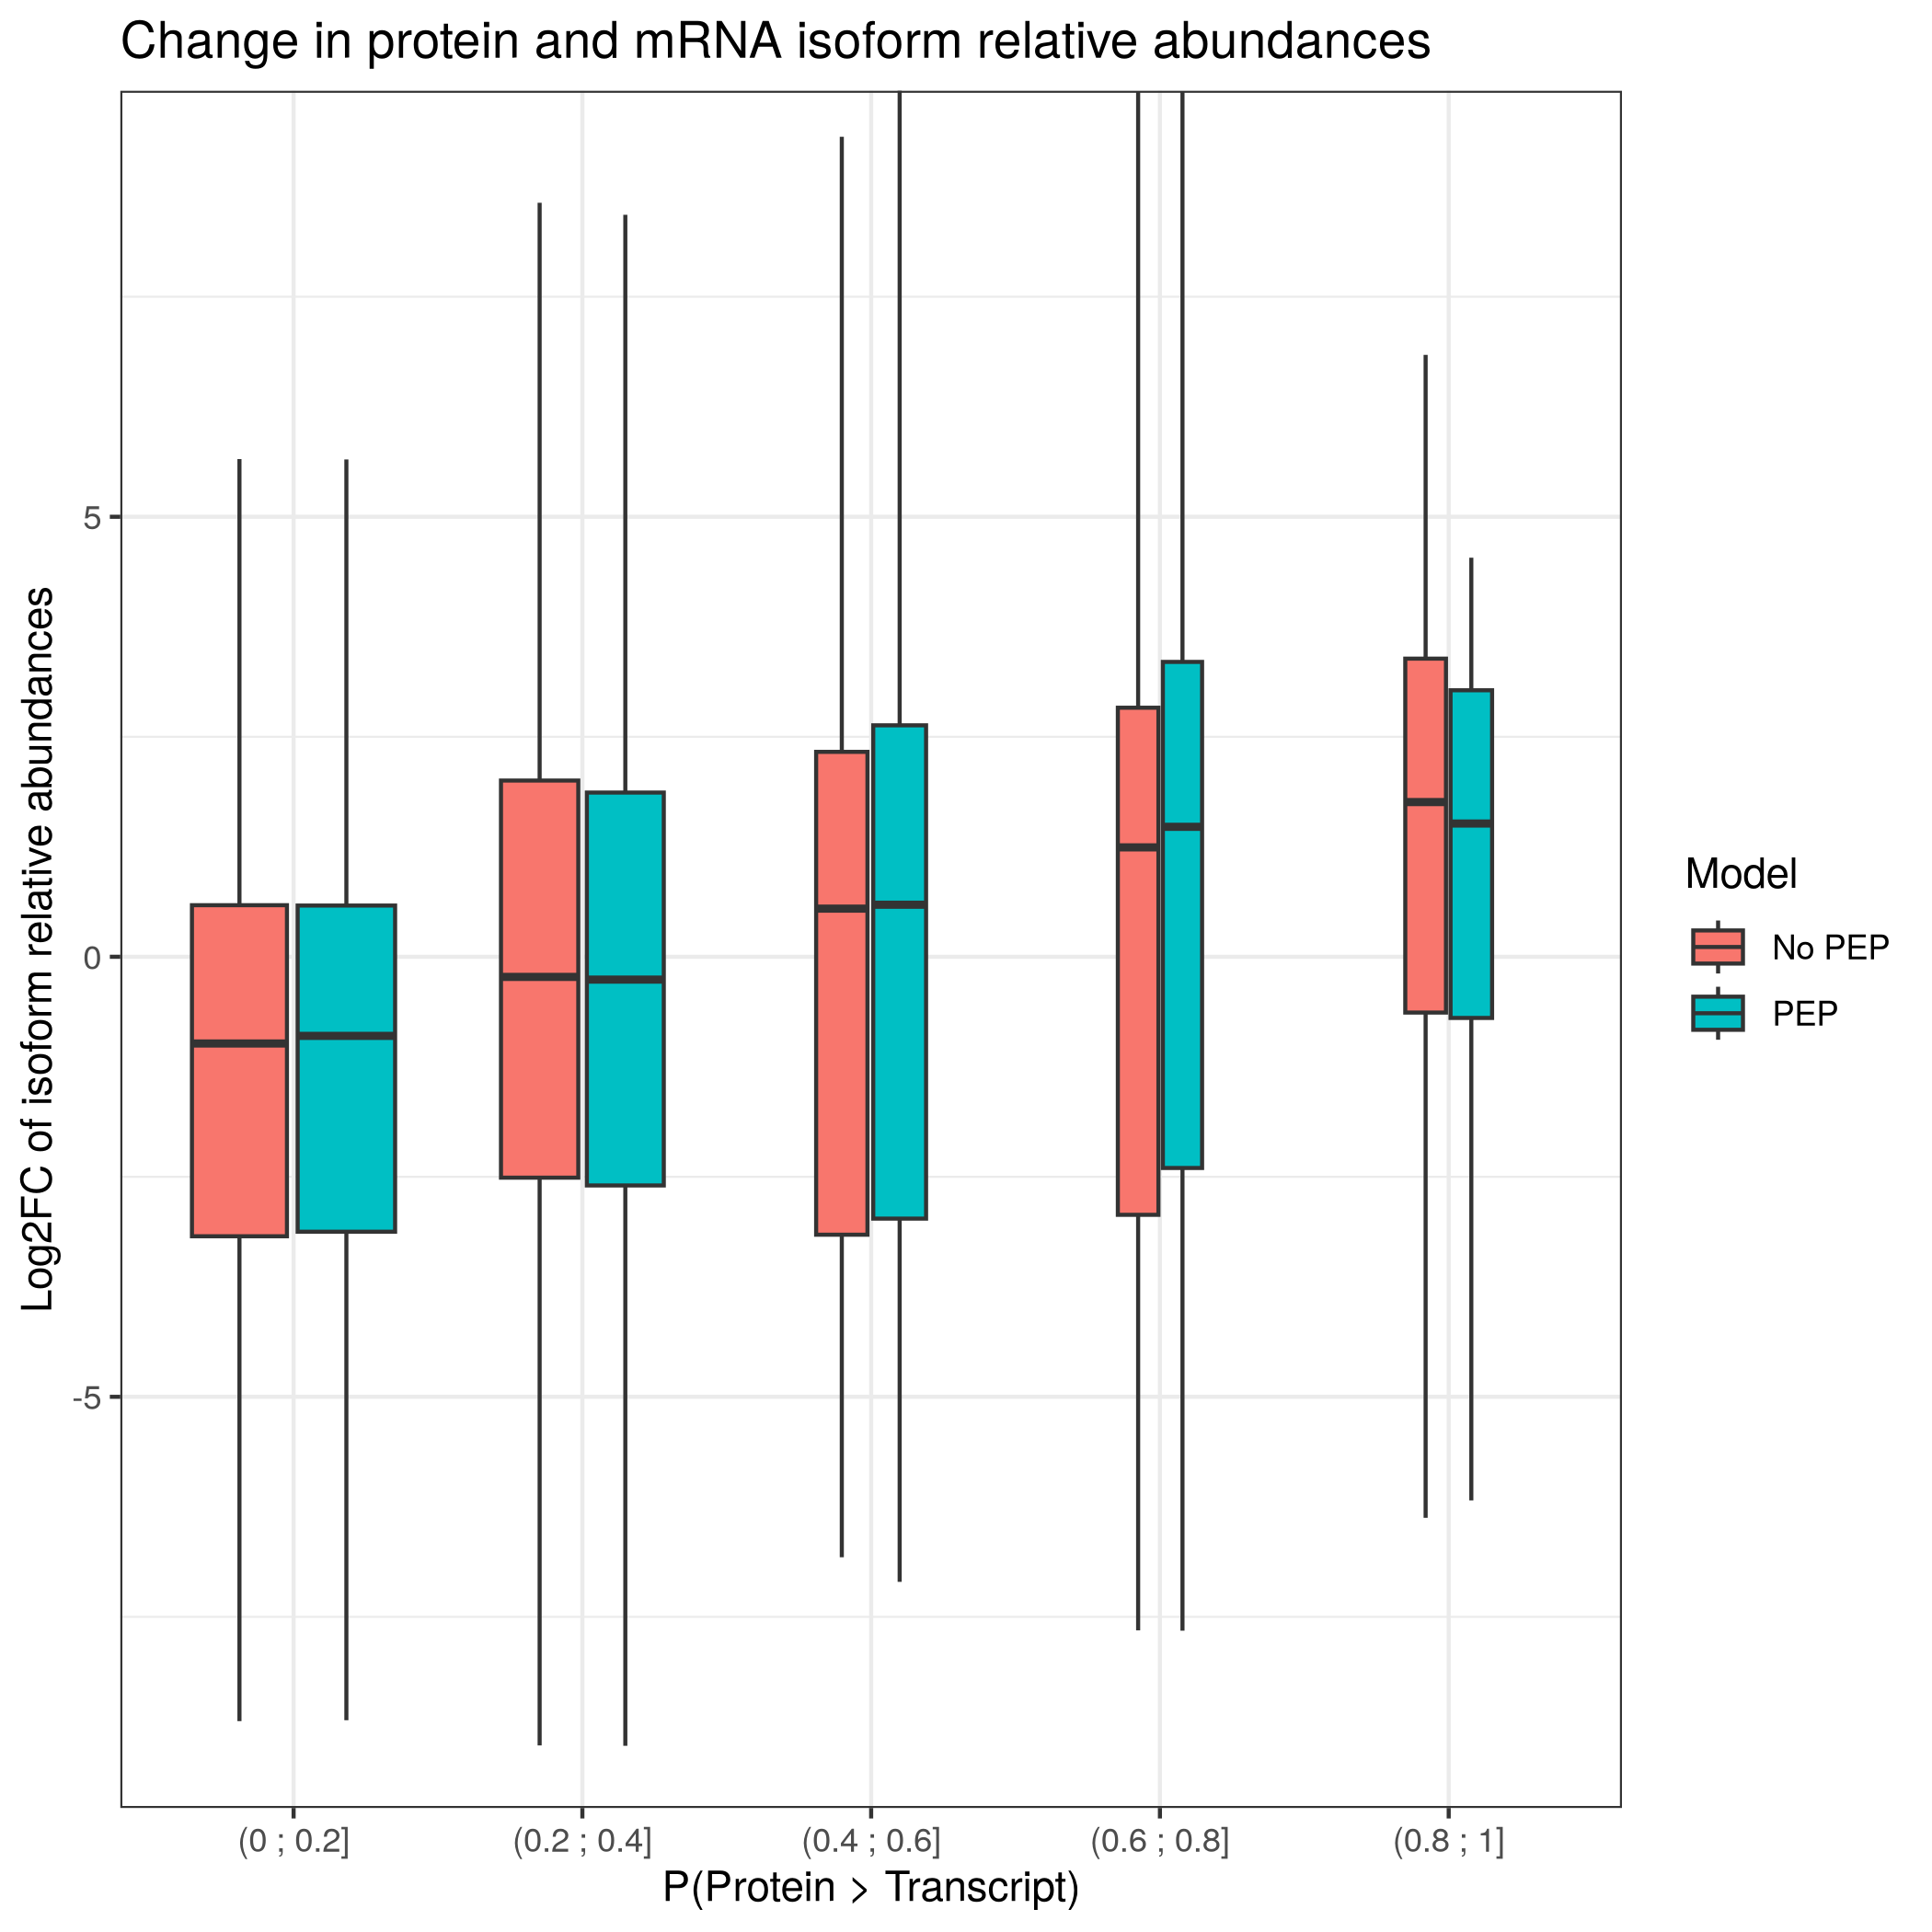 Change in protein and mRNA isoform relative abundances
Log2FC of isoform relative abundances
5
0
-5
(0 ; 0.2]
(0.2 ; 0.4]
(0.4 ; 0.6]
(0.6 ; 0.8]
(0.8 ; 1]
P(Protein > Transcript)
Model
No PEP
PEP